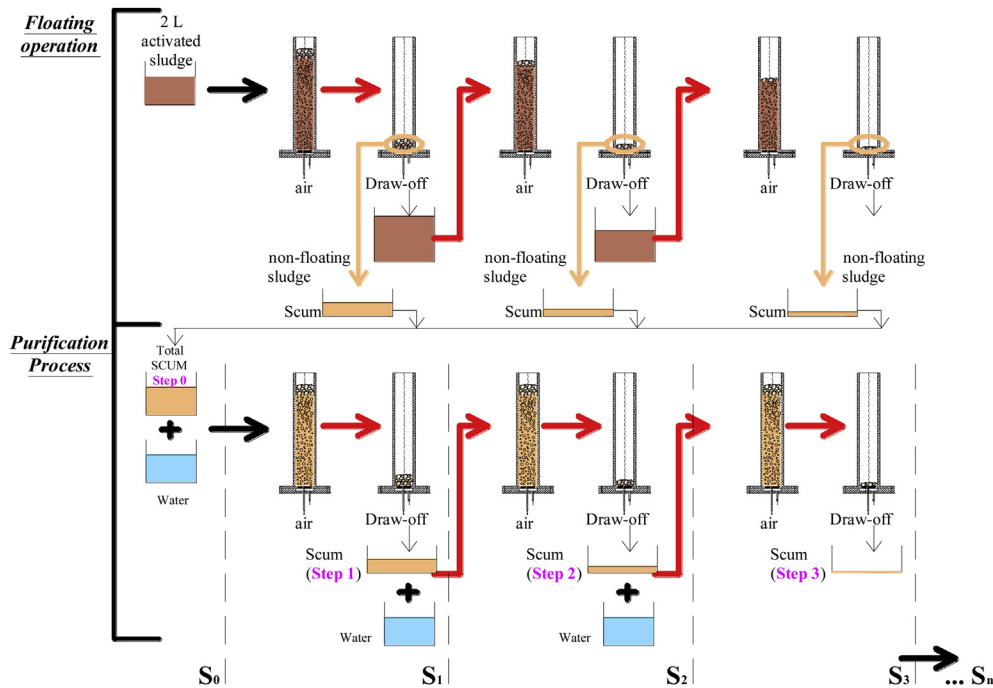 Floating
operation
2 L
activated
sludge
air
Draw-off
air
Draw-off
air
Draw-off
non-floating
sludge
non-floating
sludge
non-floating
sludge
Scum
Scum
Scum
Purification
Process
Total
SCUM
Step 0
Water
air
Draw-off
air
Draw-off
air
Draw-off
Scum
(Step 1)
Scum
(Step 2)
Scum
(Step 3)
Water
Water
S0
S1
S2
S3
... Sn